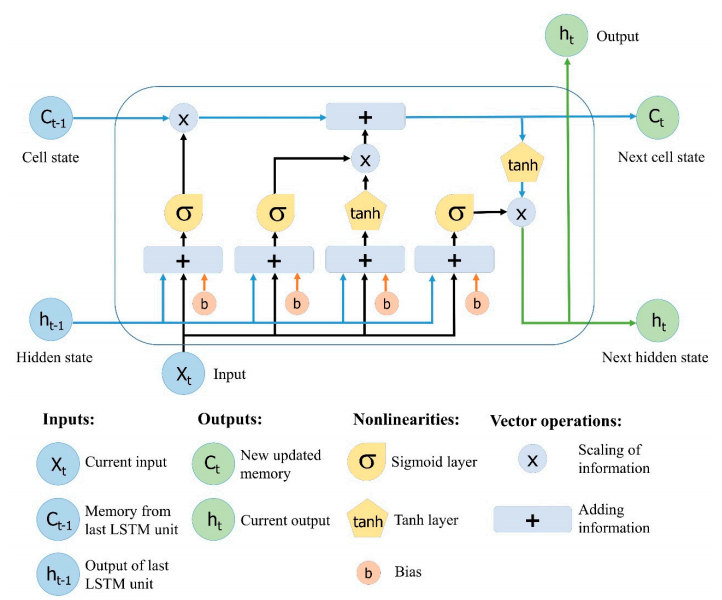 ht
Output
Ct-1
x
+
Ct
Cell state
Next cell state
tanh
x
σ
σ
tanh
σ
x
+
+
+
+
b
b
b
b
ht-1
ht
Hidden state
Next hidden state
Xt
Input
Inputs:
Outputs:
Nonlinearities:
Vector operations:
Xt
Current input
Ct
New updated
memory
σ
Sigmoid layer
x
Scaling of
information
Ct-1
Memory from
last LSTM unit
ht
Current output
tanh
Tanh layer
+
Adding
information
ht-1
Output of last
LSTM unit
b
Bias